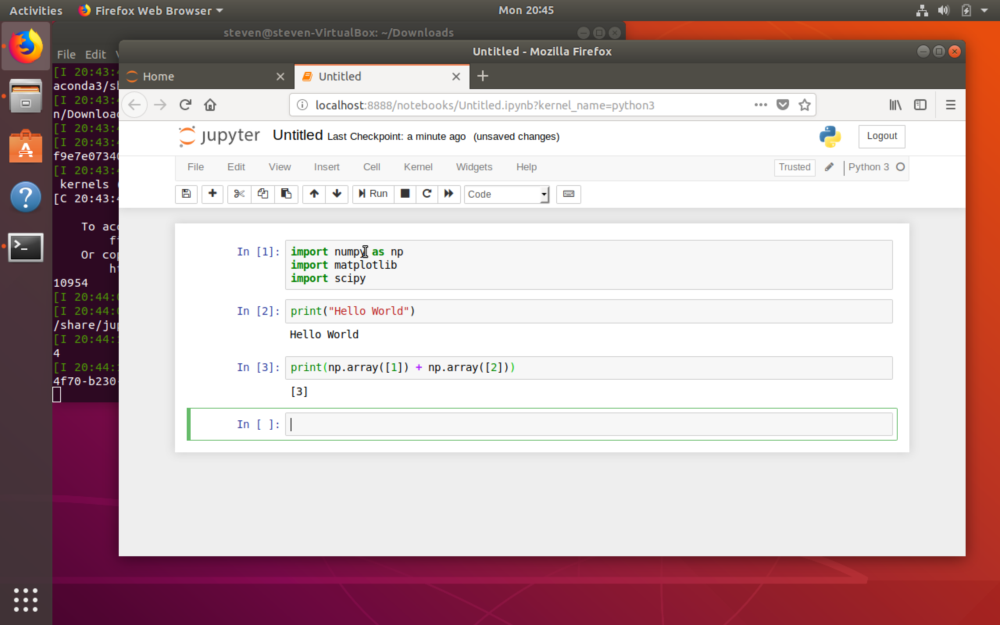 Activities
Firefox Web Browser
Mon 20:45
steven@steven-VirtualBox: ~/Downloads
File Edit
Untitled - Mozilla Firefox
Home
Untitled
localhost:8888/notebooks/Untitled.ipynb?kernel_name=python3
jupyter Untitled Last Checkpoint: a minute ago (unsaved changes)
Logout
File Edit View Insert Cell Kernel Widgets Help
Trusted
Python 3
Run
Code
In [1]: import numpy as np
import matplotlib
import scipy
In [2]: print("Hello World")
Hello World
In [3]: print(np.array([1]) + np.array([2]))
[3]
In [ ]:
[I 20:43:
aconda3/s
[I 20:43:
n/Downloa
[I 20:43:
[I 20:43:
f9e7e0734
[I 20:43:
kernels
[C 20:43:
To
Or
10954
[I 20:44:
[I 20:44:
/share/ju
[I 20:44:
4
[I 20:44:
4f70-b230